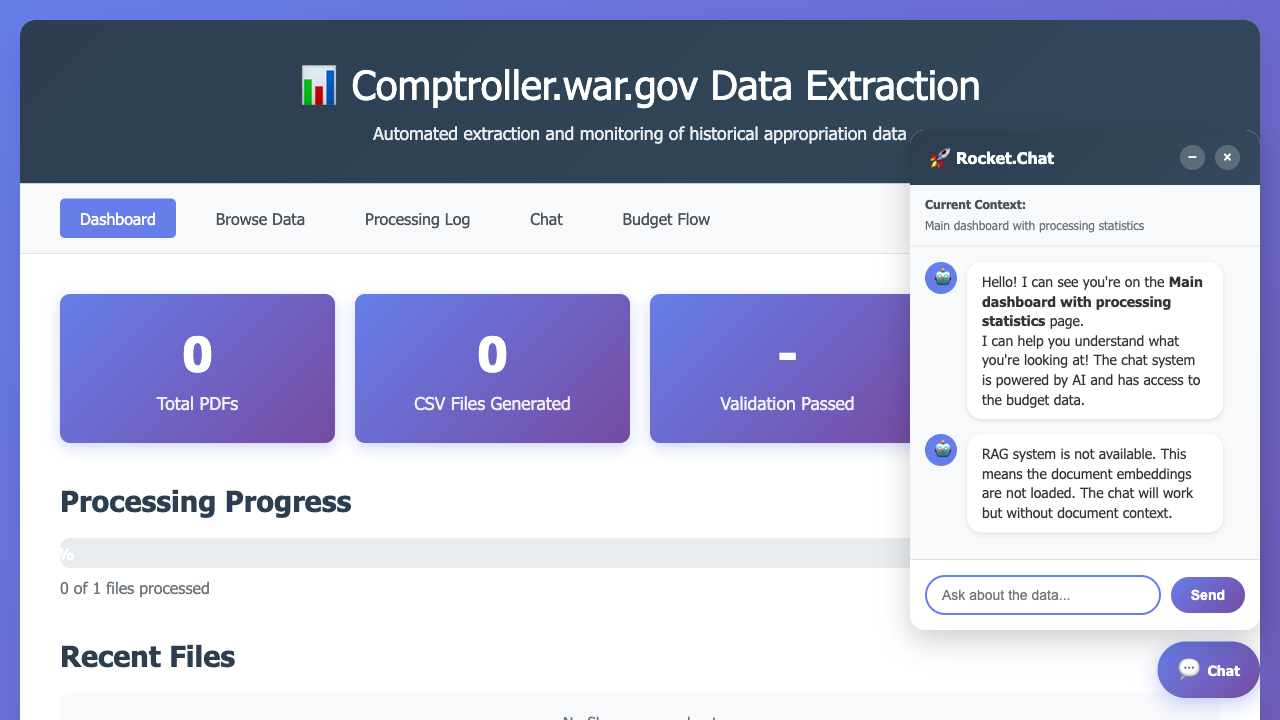 Comptroller.war.gov Data Extraction
Automated extraction and monitoring of historical appropriation data
Dashboard
Browse Data
Processing Log
Chat
Budget Flow
0
Total PDFs
0
CSV Files Generated
-
Validation Passed
Processing Progress
%
0 of 1 files processed
Recent Files
Rocket.Chat
Current Context:
Main dashboard with processing statistics
Hello! I can see you're on the Main
dashboard with processing
statistics page.
I can help you understand what
you're looking at! The chat system
is powered by AI and has access to
the budget data.
RAG system is not available. This
means the document embeddings
are not loaded. The chat will work
but without document context.
Ask about the data...
Send
Chat